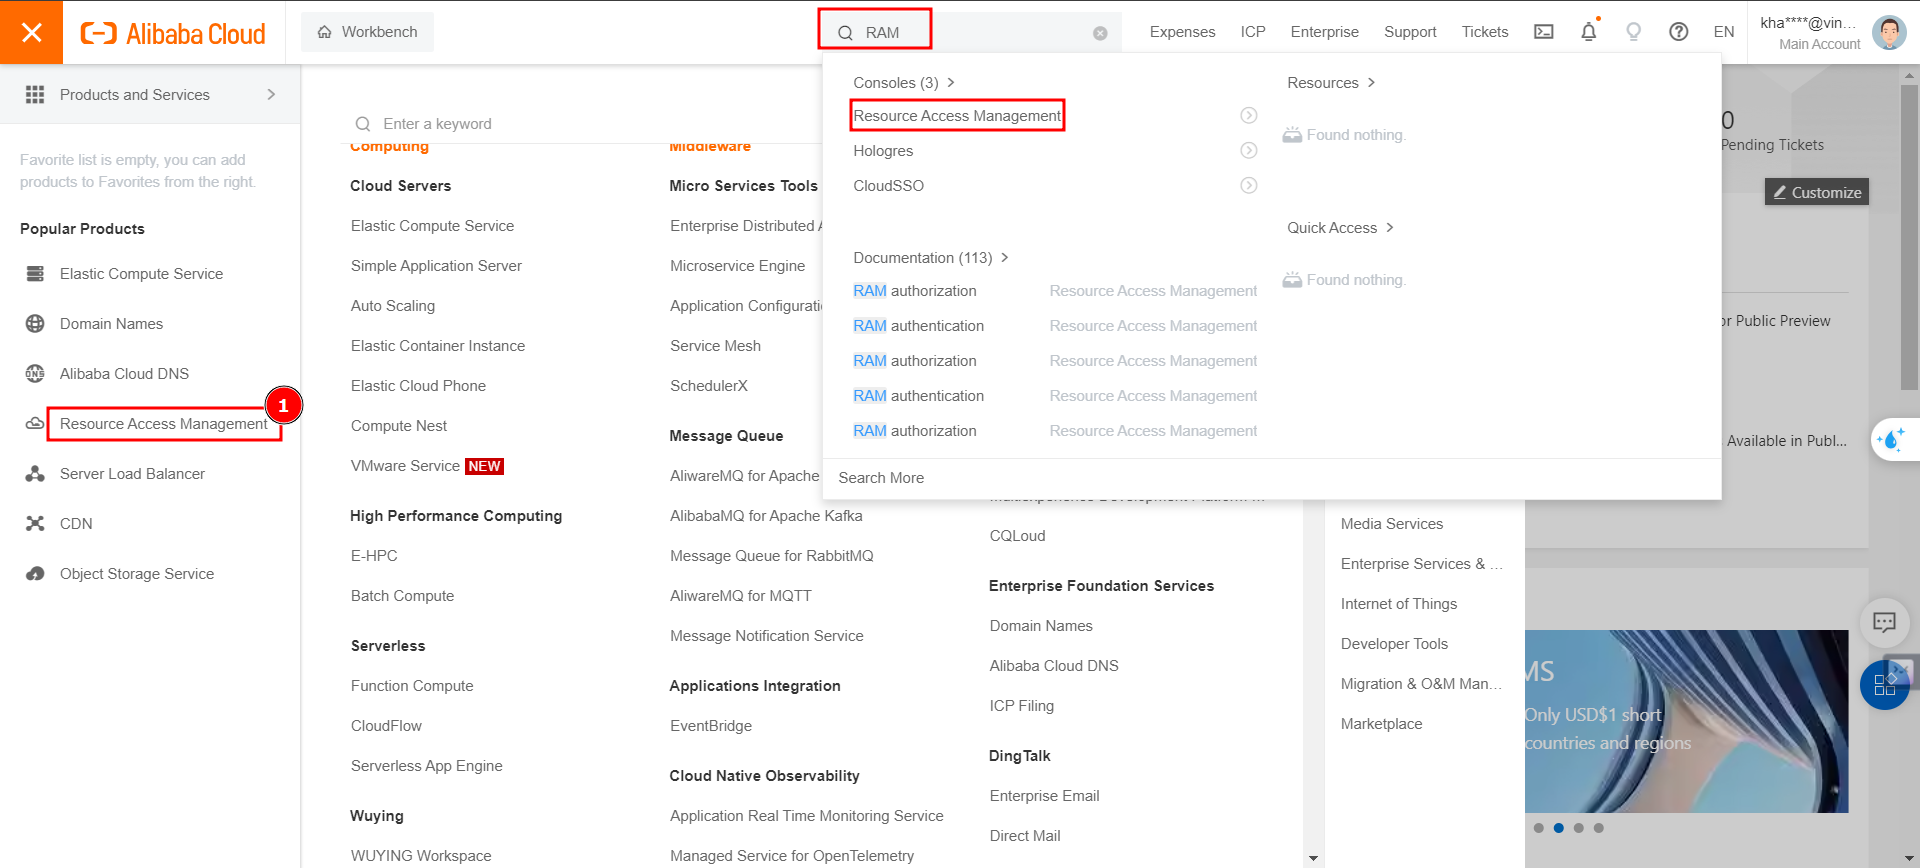 Alibaba Cloud
Workbench
RAM
Expenses
ICP
Enterprise
Support
Tickets
EN
kha****@vin...
Main Account
Products and Services
Favorite list is empty, you can add
products to Favorites from the right.
Popular Products
Elastic Compute Service
Domain Names
DNS
Alibaba Cloud DNS
1
Resource Access Management
Server Load Balancer
CDN
Object Storage Service
Enter a keyword
Computing
Cloud Servers
Elastic Compute Service
Simple Application Server
Auto Scaling
Elastic Container Instance
Elastic Cloud Phone
Compute Nest
VMware Service NEW
High Performance Computing
E-HPC
Batch Compute
Serverless
Function Compute
CloudFlow
Serverless App Engine
Wuying
WUYING Workspace
Middleware
Micro Services Tools
Enterprise Distributed
Microservice Engine
Application Configurati
Service Mesh
SchedulerX
Message Queue
AliwareMQ for Apache
AlibabaMQ for Apache Kafka
Message Queue for RabbitMQ
AliwareMQ for MQTT
Message Notification Service
Applications Integration
EventBridge
Cloud Native Observability
Application Real Time Monitoring Service
Managed Service for OpenTelemetry
Consoles (3)
Resource Access Management
Hologres
CloudSSO
Documentation (113)
RAM authorization Resource Access Management
RAM authentication Resource Access Management
RAM authorization Resource Access Management
RAM authentication Resource Access Management
RAM authorization Resource Access Management
Search More
Resources
Found nothing.
Quick Access
Found nothing.
CQLoud
Enterprise Foundation Services
Domain Names
Alibaba Cloud DNS
ICP Filing
DingTalk
Enterprise Email
Direct Mail
Media Services
Enterprise Services & ...
Internet of Things
Developer Tools
Migration & O&M Man...
Marketplace
0
Pending Tickets
Customize
or Public Preview
Available in Publ...
MS
Only USD$1 short
countries and regions